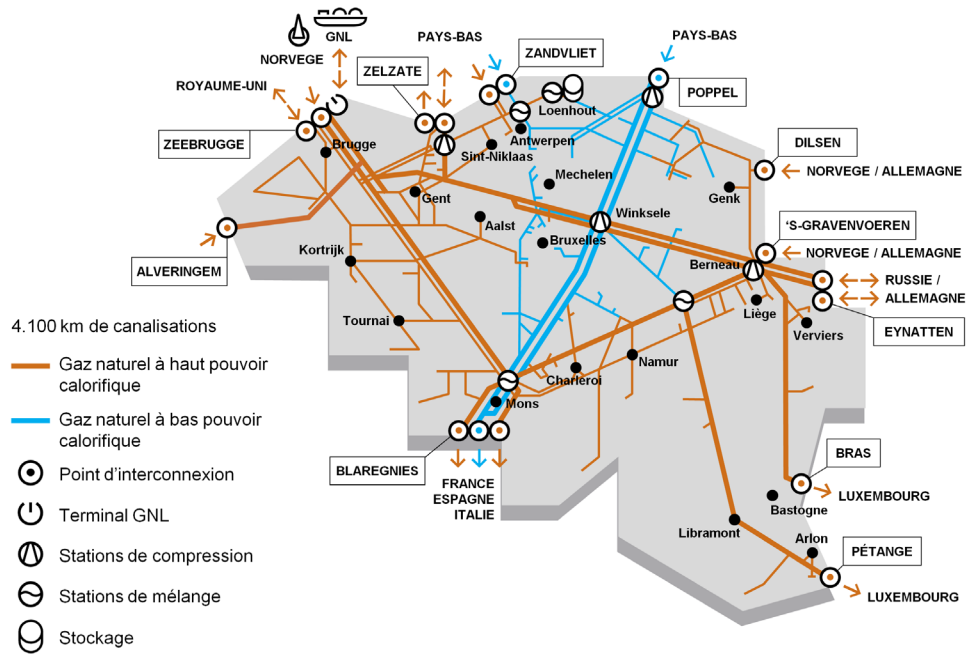 GNL
NORVEGE
PAYS-BAS
ZANDVLIET
PAYS-BAS
ZELZATE
ROYAUME-UNI
POPPEL
Loenhout
ZEEBRUGGE
Brugge
Antwerpen
Sint-Niklaas
DILSEN
NORVEGE / ALLEMAGNE
Mechelen
Genk
Gent
Winksele
‘S-GRAVENVOEREN
Aalst
Bruxelles
Kortrijk
NORVEGE / ALLEMAGNE
Berneau
ALVERINGEM
RUSSIE /
ALLEMAGNE
Liège
EYNATTEN
Verviers
4.100 km de canalisations
Tournai
Gaz naturel à haut pouvoir
calorifique
Namur
Charleroi
Mons
Gaz naturel à bas pouvoir
calorifique
BLAREGNIES
Point d’interconnexion
FRANCE
ESPAGNE
ITALIE
BRAS
LUXEMBOURG
Bastogne
Terminal GNL
Libramont
Arlon
PÉTANGE
Stations de compression
LUXEMBOURG
Stations de mélange
Stockage